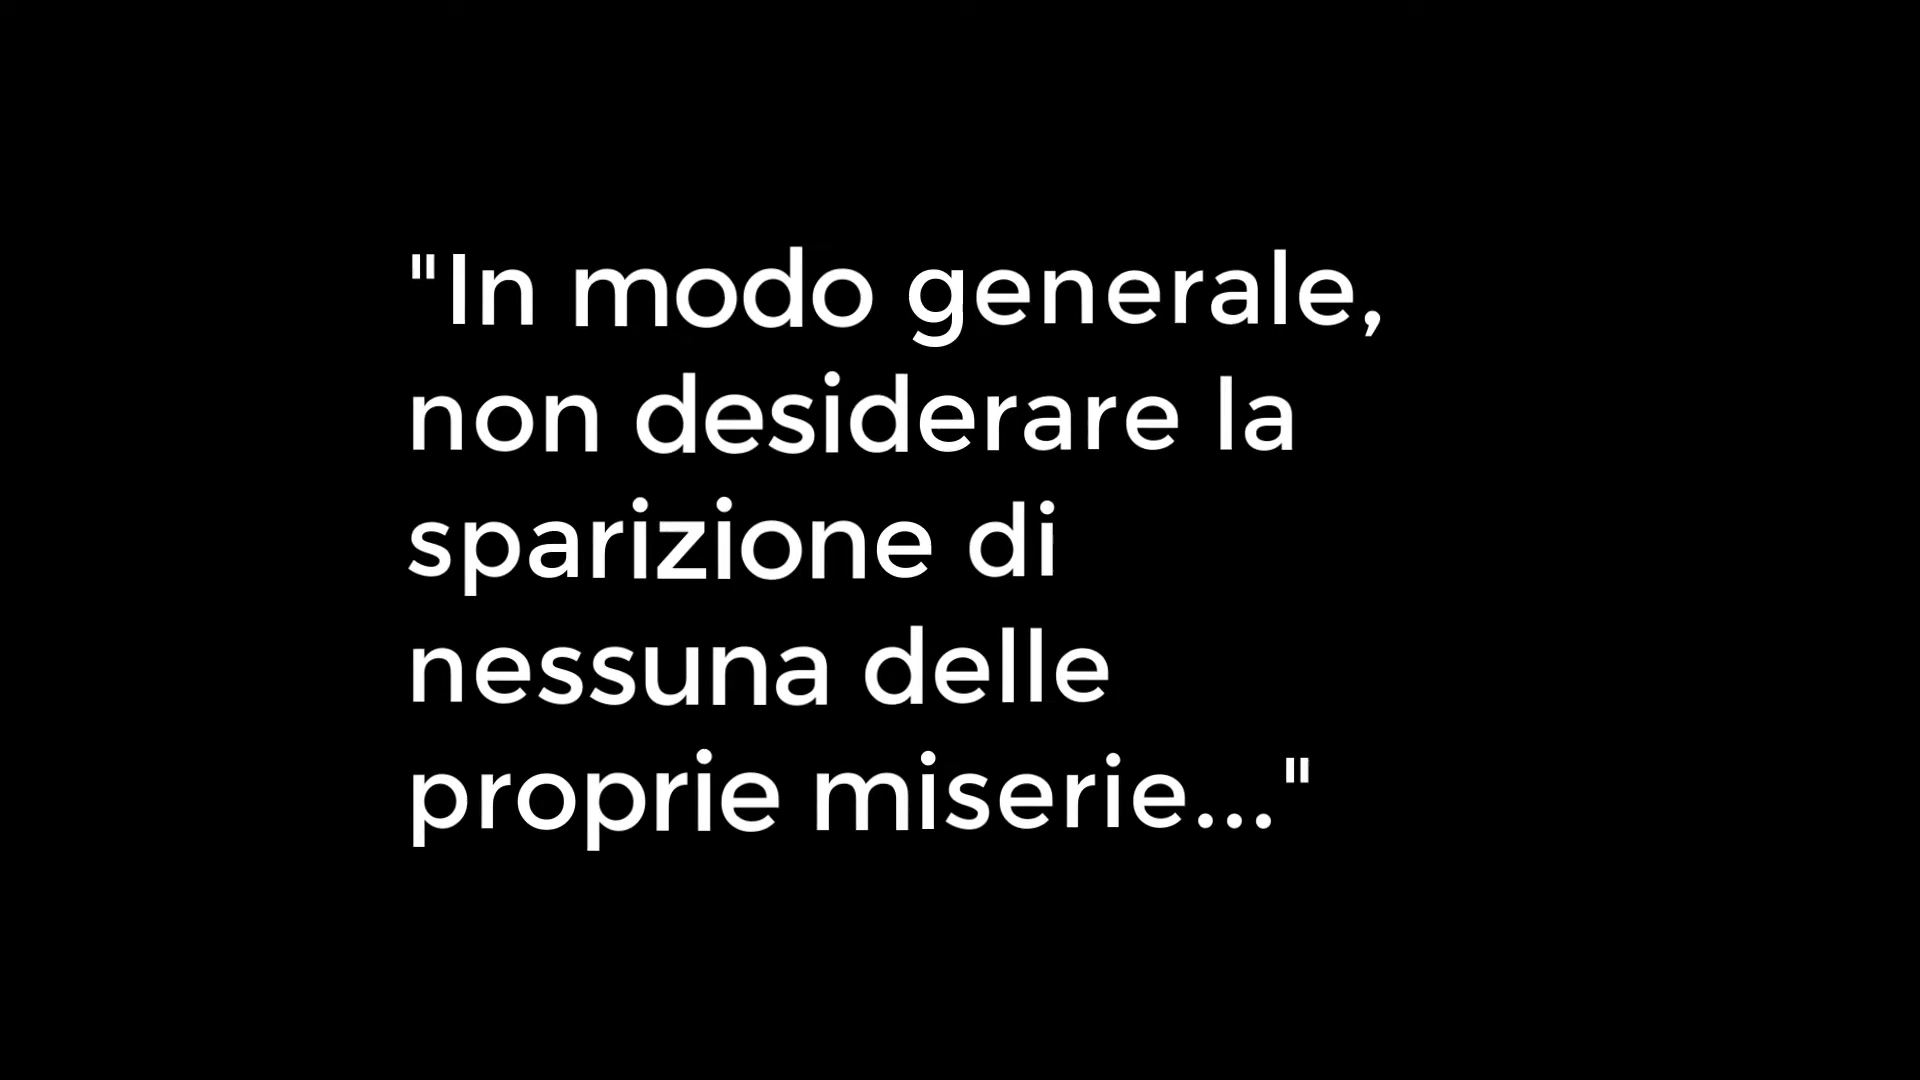 "In modo generale,
non desiderare la
sparizione di
nessuna delle
proprie miserie..."